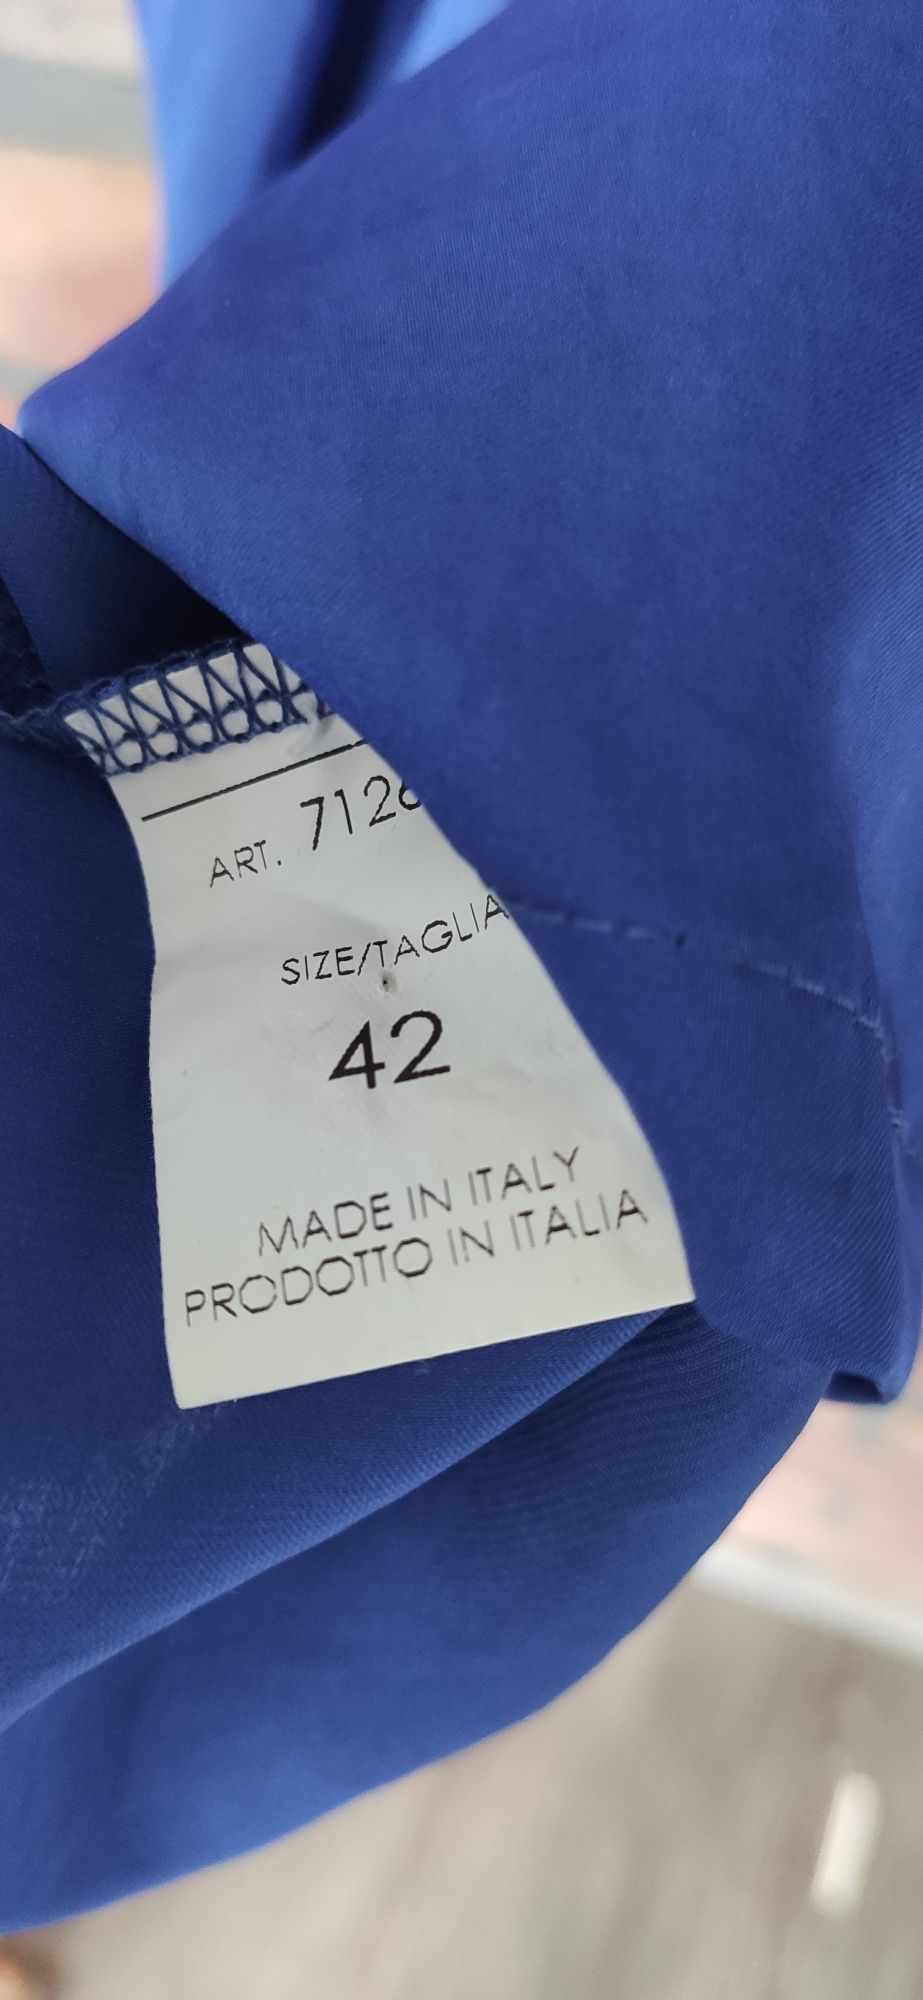 ART. 712
SIZE/TAGLIA
42
MADE IN ITALY
PRODOTTO IN ITALIA